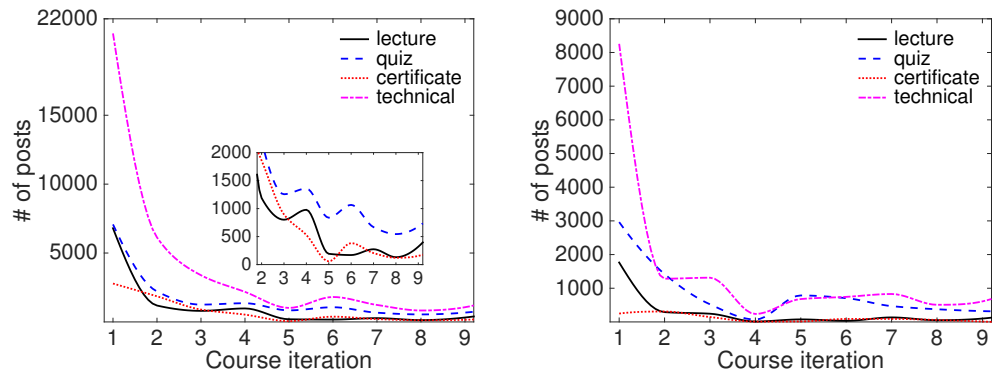 22000
15000
10000
5000
# of posts
lecture
quiz
certificate
technical
2000
1500
1000
500
0
2 3 4 5 6 7 8 9
1 2 3 4 5 6 7 8 9
Course iteration
9000
8000
7000
6000
5000
4000
3000
2000
1000
# of posts
lecture
quiz
certificate
technical
1 2 3 4 5 6 7 8 9
Course iteration